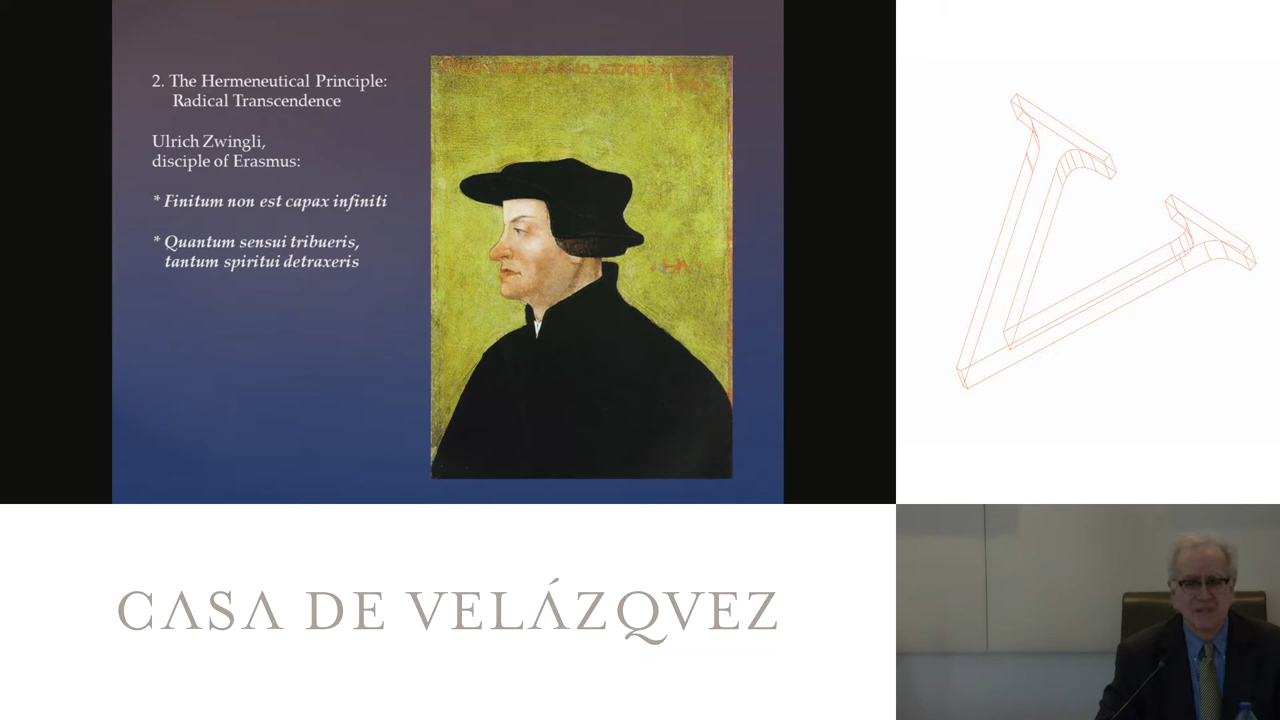 2. The Hermeneutical Principle:
Radical Transcendence
Ulrich Zwingli,
disciple of Erasmus:
* Finitum non est capax infiniti
* Quantum sensui tribueris,
tantum spiritui detraxeris
CASA DE VELÁZQVEZ